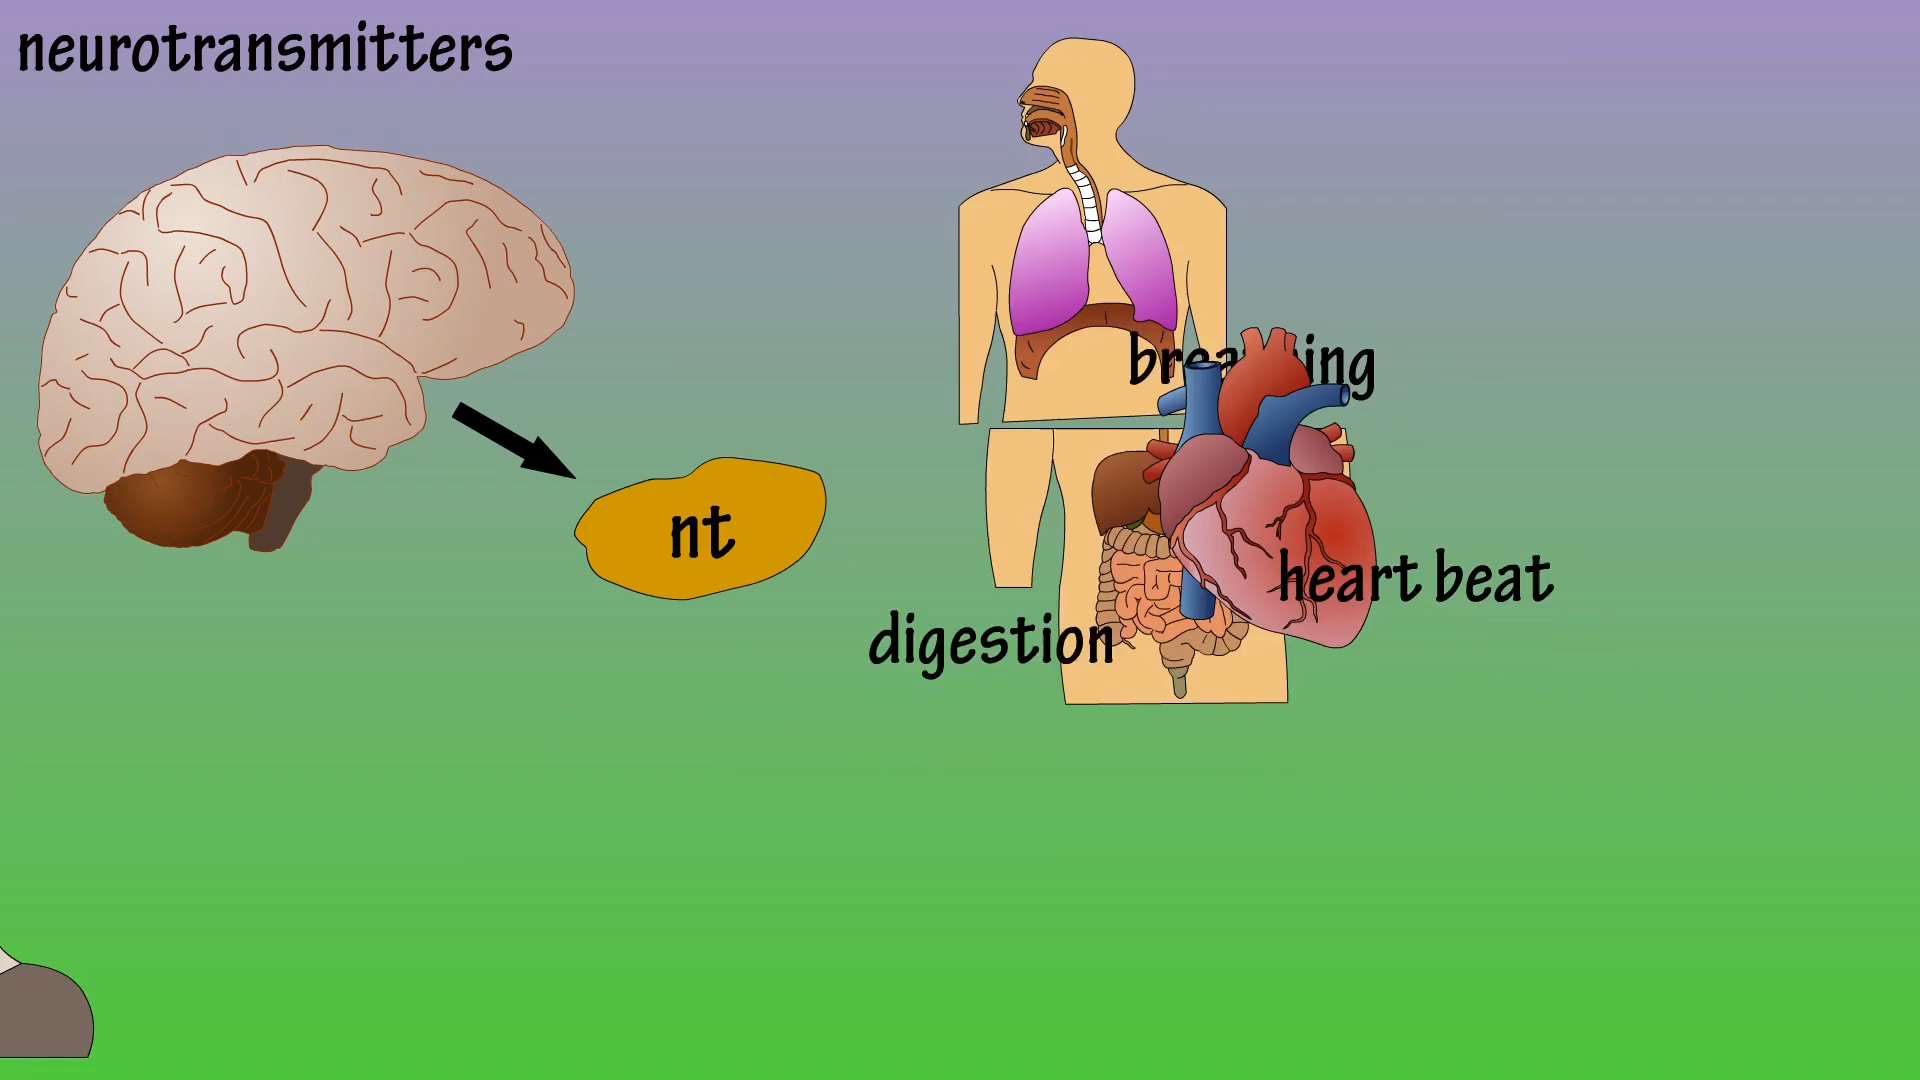 neurotransmitters
breathing
nt
heart beat
digestion